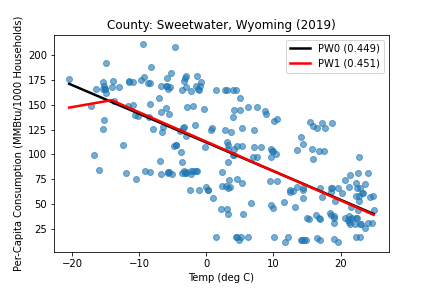 County: Sweetwater, Wyoming (2019)
PW0 (0.449)
PW1 (0.451)
Per-Capita Consumption (MMBtu/1000 Households)
200
175
150
125
100
75
50
25
−20 −10 0 10 20
Temp (deg C)